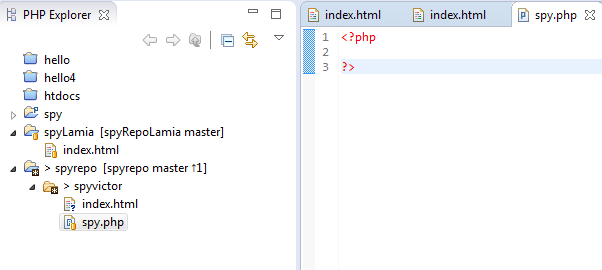 PHP Explorer
hello
hello4
htdocs
spy
spyLamia [spyRepoLamia master]
index.html
> spyrepo [spyrepo master ↑1]
> spyvictor
index.html
spy.php
index.html index.html spy.php
1 <?php
2
3 ?>